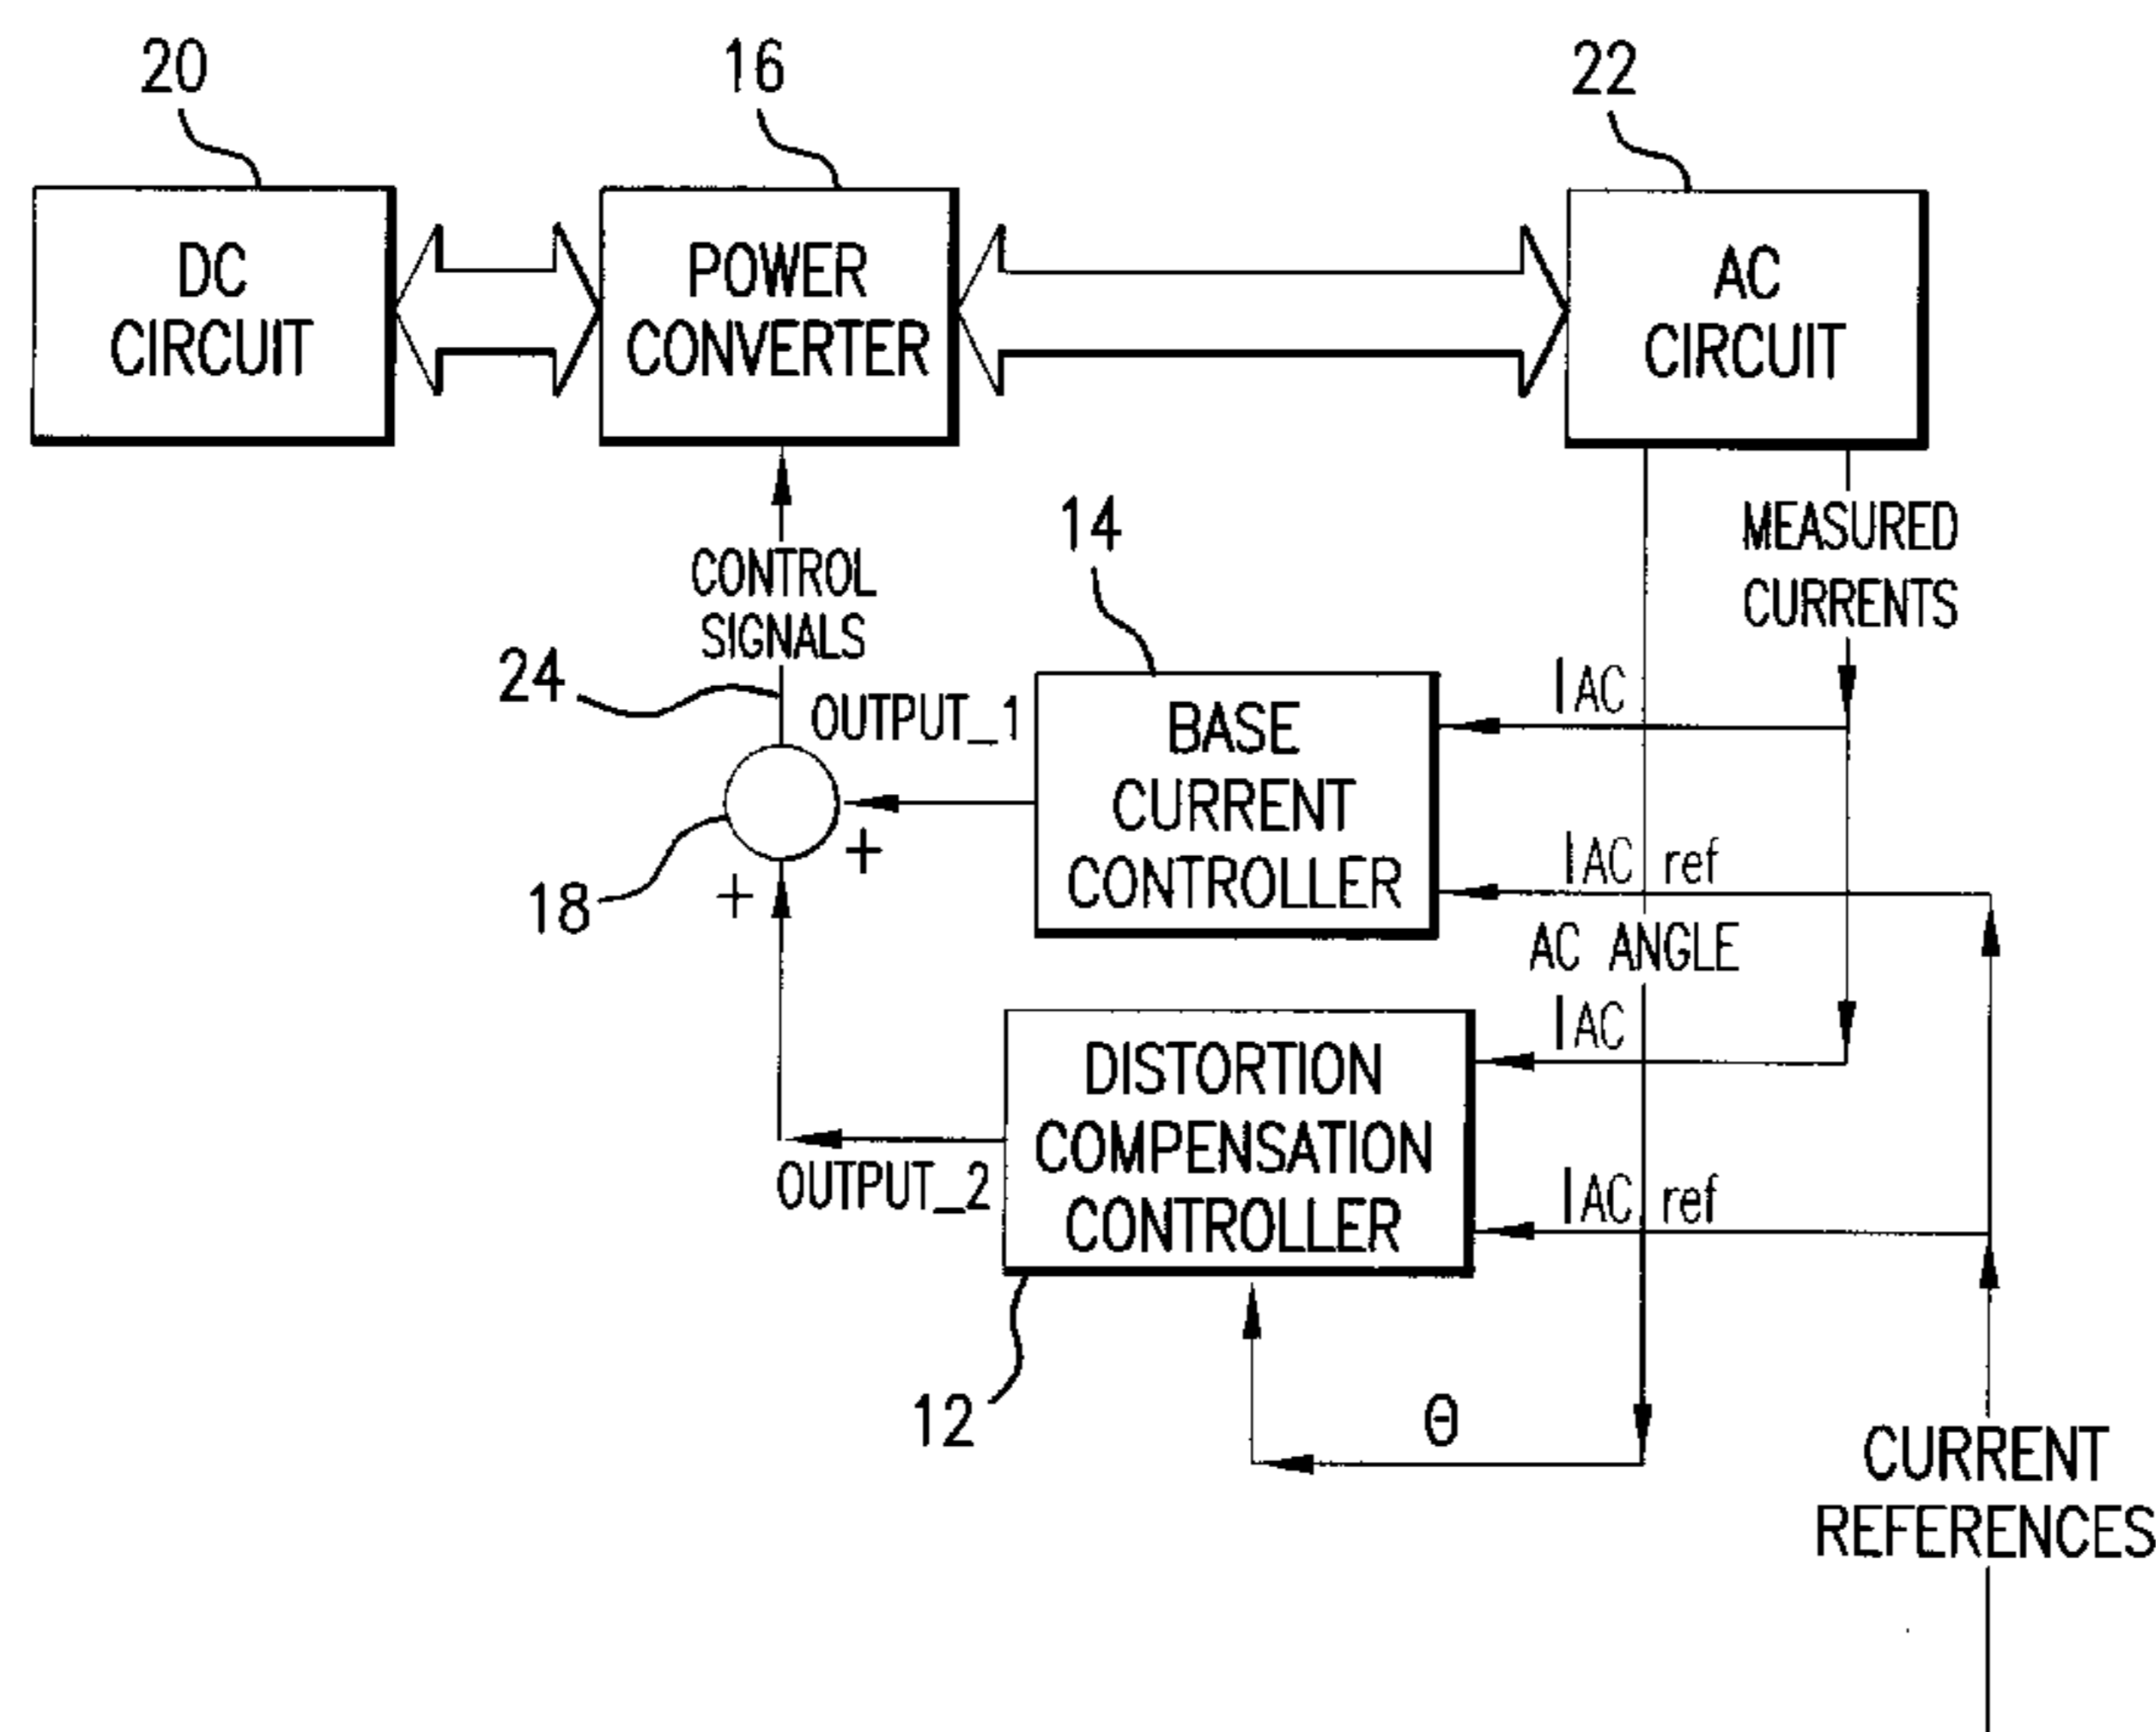 20
16
22
DC
CIRCUIT
POWER
CONVERTER
AC
CIRCUIT
CONTROL
SIGNALS
14
MEASURED
CURRENTS
24
OUTPUT_1
BASE
CURRENT
CONTROLLER
IAC
IAC ref
18
+
+
AC ANGLE
IAC
DISTORTION
COMPENSATION
CONTROLLER
OUTPUT_2
IAC ref
12
θ
CURRENT
REFERENCES